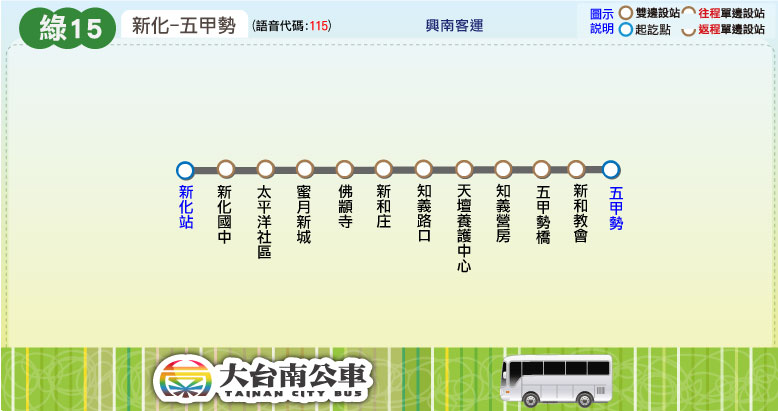 綠15
新化-五甲勢 (語音代碼:115)
興南客運
圖示說明
雙邊設站
往程單邊設站
起訖點
返程單邊設站
新化站
新化國中
太平洋社區
蜜月新城
佛顓寺
新和庄
知義路口
天壇養護中心
知義營房
五甲勢橋
新和教會
五甲勢
大台南公車
TAINAN CITY BUS